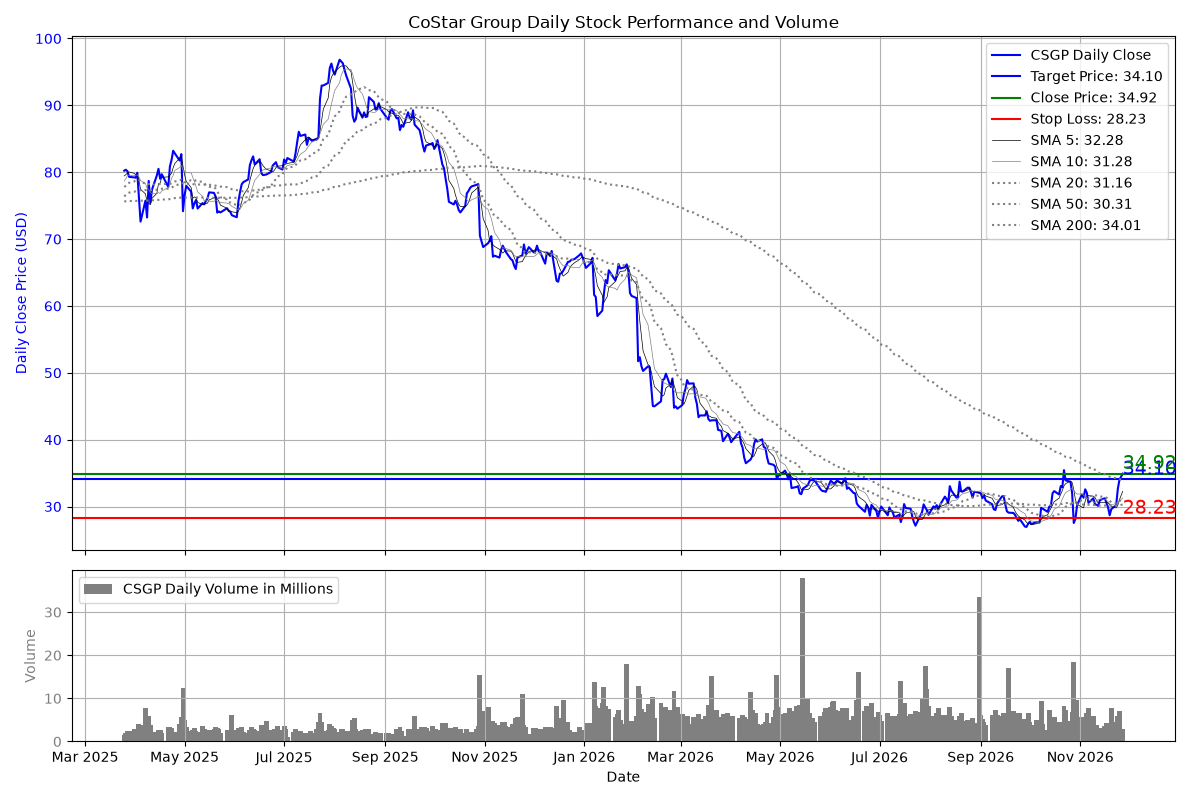 CoStar Group Daily Stock Performance and Volume
Daily Close Price (USD)
100
90
80
70
60
50
40
30
CSGP Daily Close
Target Price: 34.10
Close Price: 34.92
Stop Loss: 28.23
SMA 5: 32.28
SMA 10: 31.28
SMA 20: 31.16
SMA 50: 30.31
SMA 200: 34.01
34.92
34.10
28.23
CSGP Daily Volume in Millions
Volume
30
20
10
0
Mar 2025 May 2025 Jul 2025 Sep 2025 Nov 2025 Jan 2026 Mar 2026 May 2026 Jul 2026 Sep 2026 Nov 2026
Date